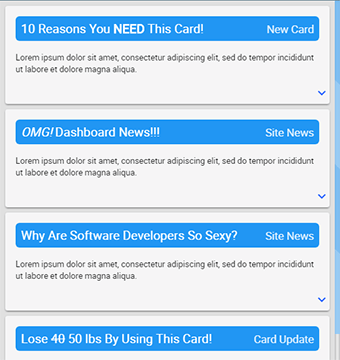 10 Reasons You NEED This Card! New Card
Lorem ipsum dolor sit amet, consectetur adipiscing elit, sed do tempor incididunt
ut labore et dolore magna aliqua.
OMG! Dashboard News!!! Site News
Lorem ipsum dolor sit amet, consectetur adipiscing elit, sed do tempor incididunt
ut labore et dolore magna aliqua.
Why Are Software Developers So Sexy? Site News
Lorem ipsum dolor sit amet, consectetur adipiscing elit, sed do tempor incididunt
ut labore et dolore magna aliqua.
Lose 40 50 lbs By Using This Card! Card Update